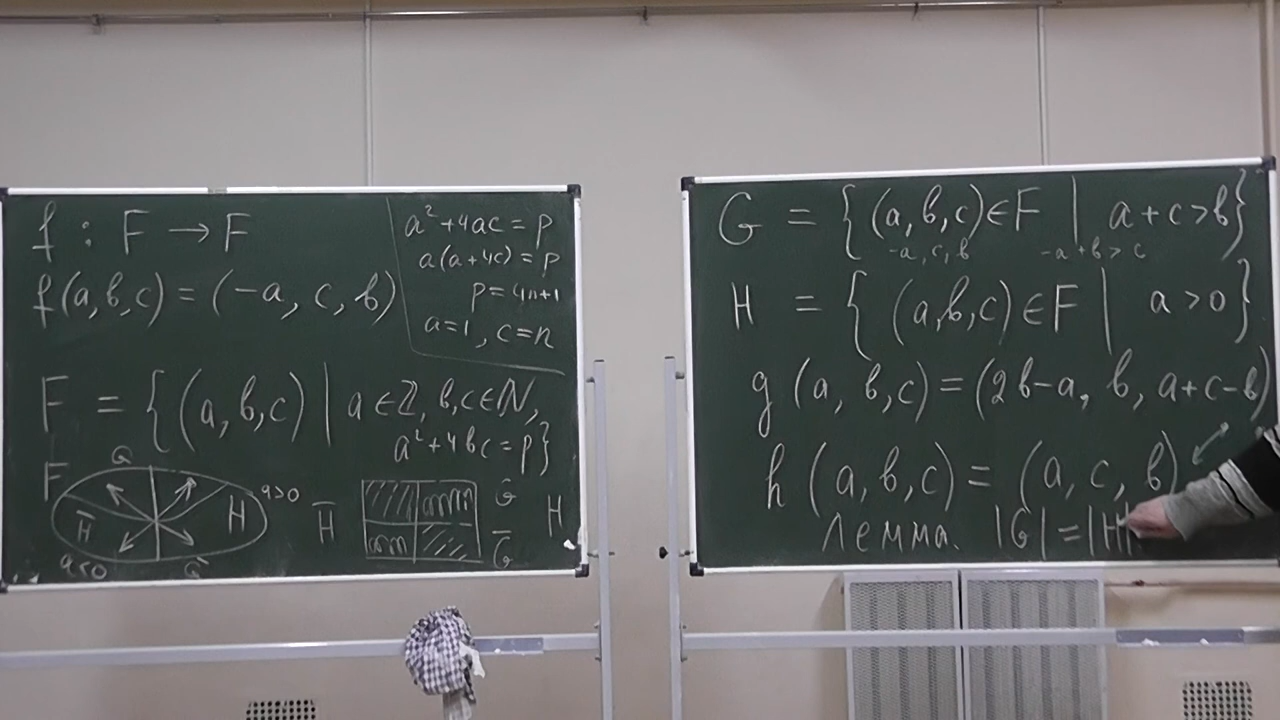 f : F → F
f(a, b, c) = (-a, c, b)
a² + 4ac = p
a(a + 4c) = p
p = 4n+1
a = 1, c = n
F = {(a, b, c) | a ∈ ℤ, b, c ∈ ℕ,
a² + 4bc = p}
F
G
H̅
H
a>0
a<0
G̅
H̅
G
G̅
H
G = {(a, b, c) ∈ F | a + c > b}
-a, c, b
-a + b > c
H = {(a, b, c) ∈ F | a > 0}
g(a, b, c) = (2b-a, b, a+c-b)
h(a, b, c) = (a, c, b)
Лемма. |G| = |H|